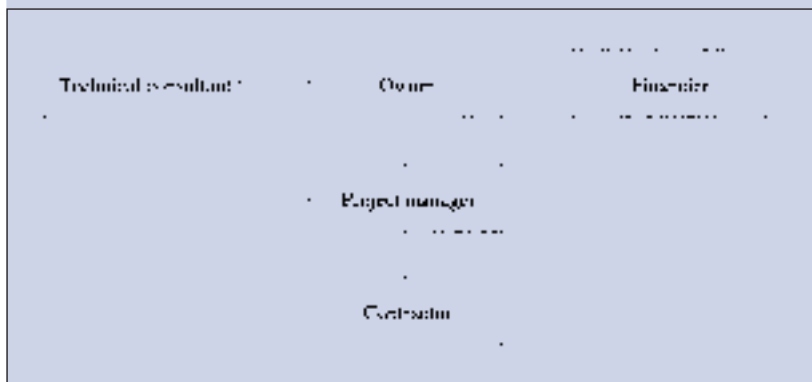 Technical consultant Owner Financier
Project manager
Contractor